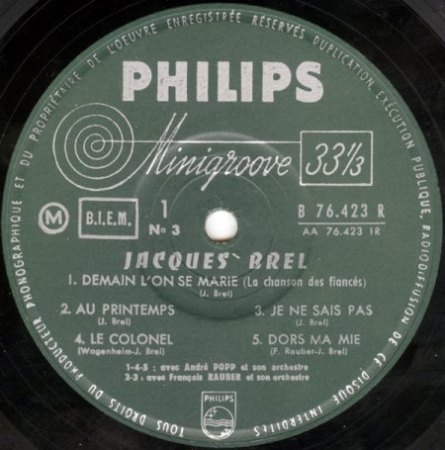 TOUS DROITS DU PRODUCTEUR PHONOGRAPHIQUE ET DU PROPRIÉTAIRE DE L'ŒUVRE ENREGISTRÉE RÉSERVÉS DUPLICATION, EXÉCUTION PUBLIQUE, RADIODIFFUSION DE CE DISQUE INTERDITES
PHILIPS
Minigroove 33⅓
M B.I.E.M. 1 B 76.423 R
No 3 AA 76.423 1R
JACQUES BREL
1. DEMAIN L'ON SE MARIE (La chanson des fiancés)
(J. Brel)
2. AU PRINTEMPS 3. JE NE SAIS PAS
(J. Brel) (J. Brel)
4. LE COLONEL 5. DORS MA MIE
(Wagenheim-J. Brel) (F. Rauber-J. Brel)
1-4-5 : avec André POPP et son orchestre
2-3 : avec François RAUBER et son orchestre
PHILIPS